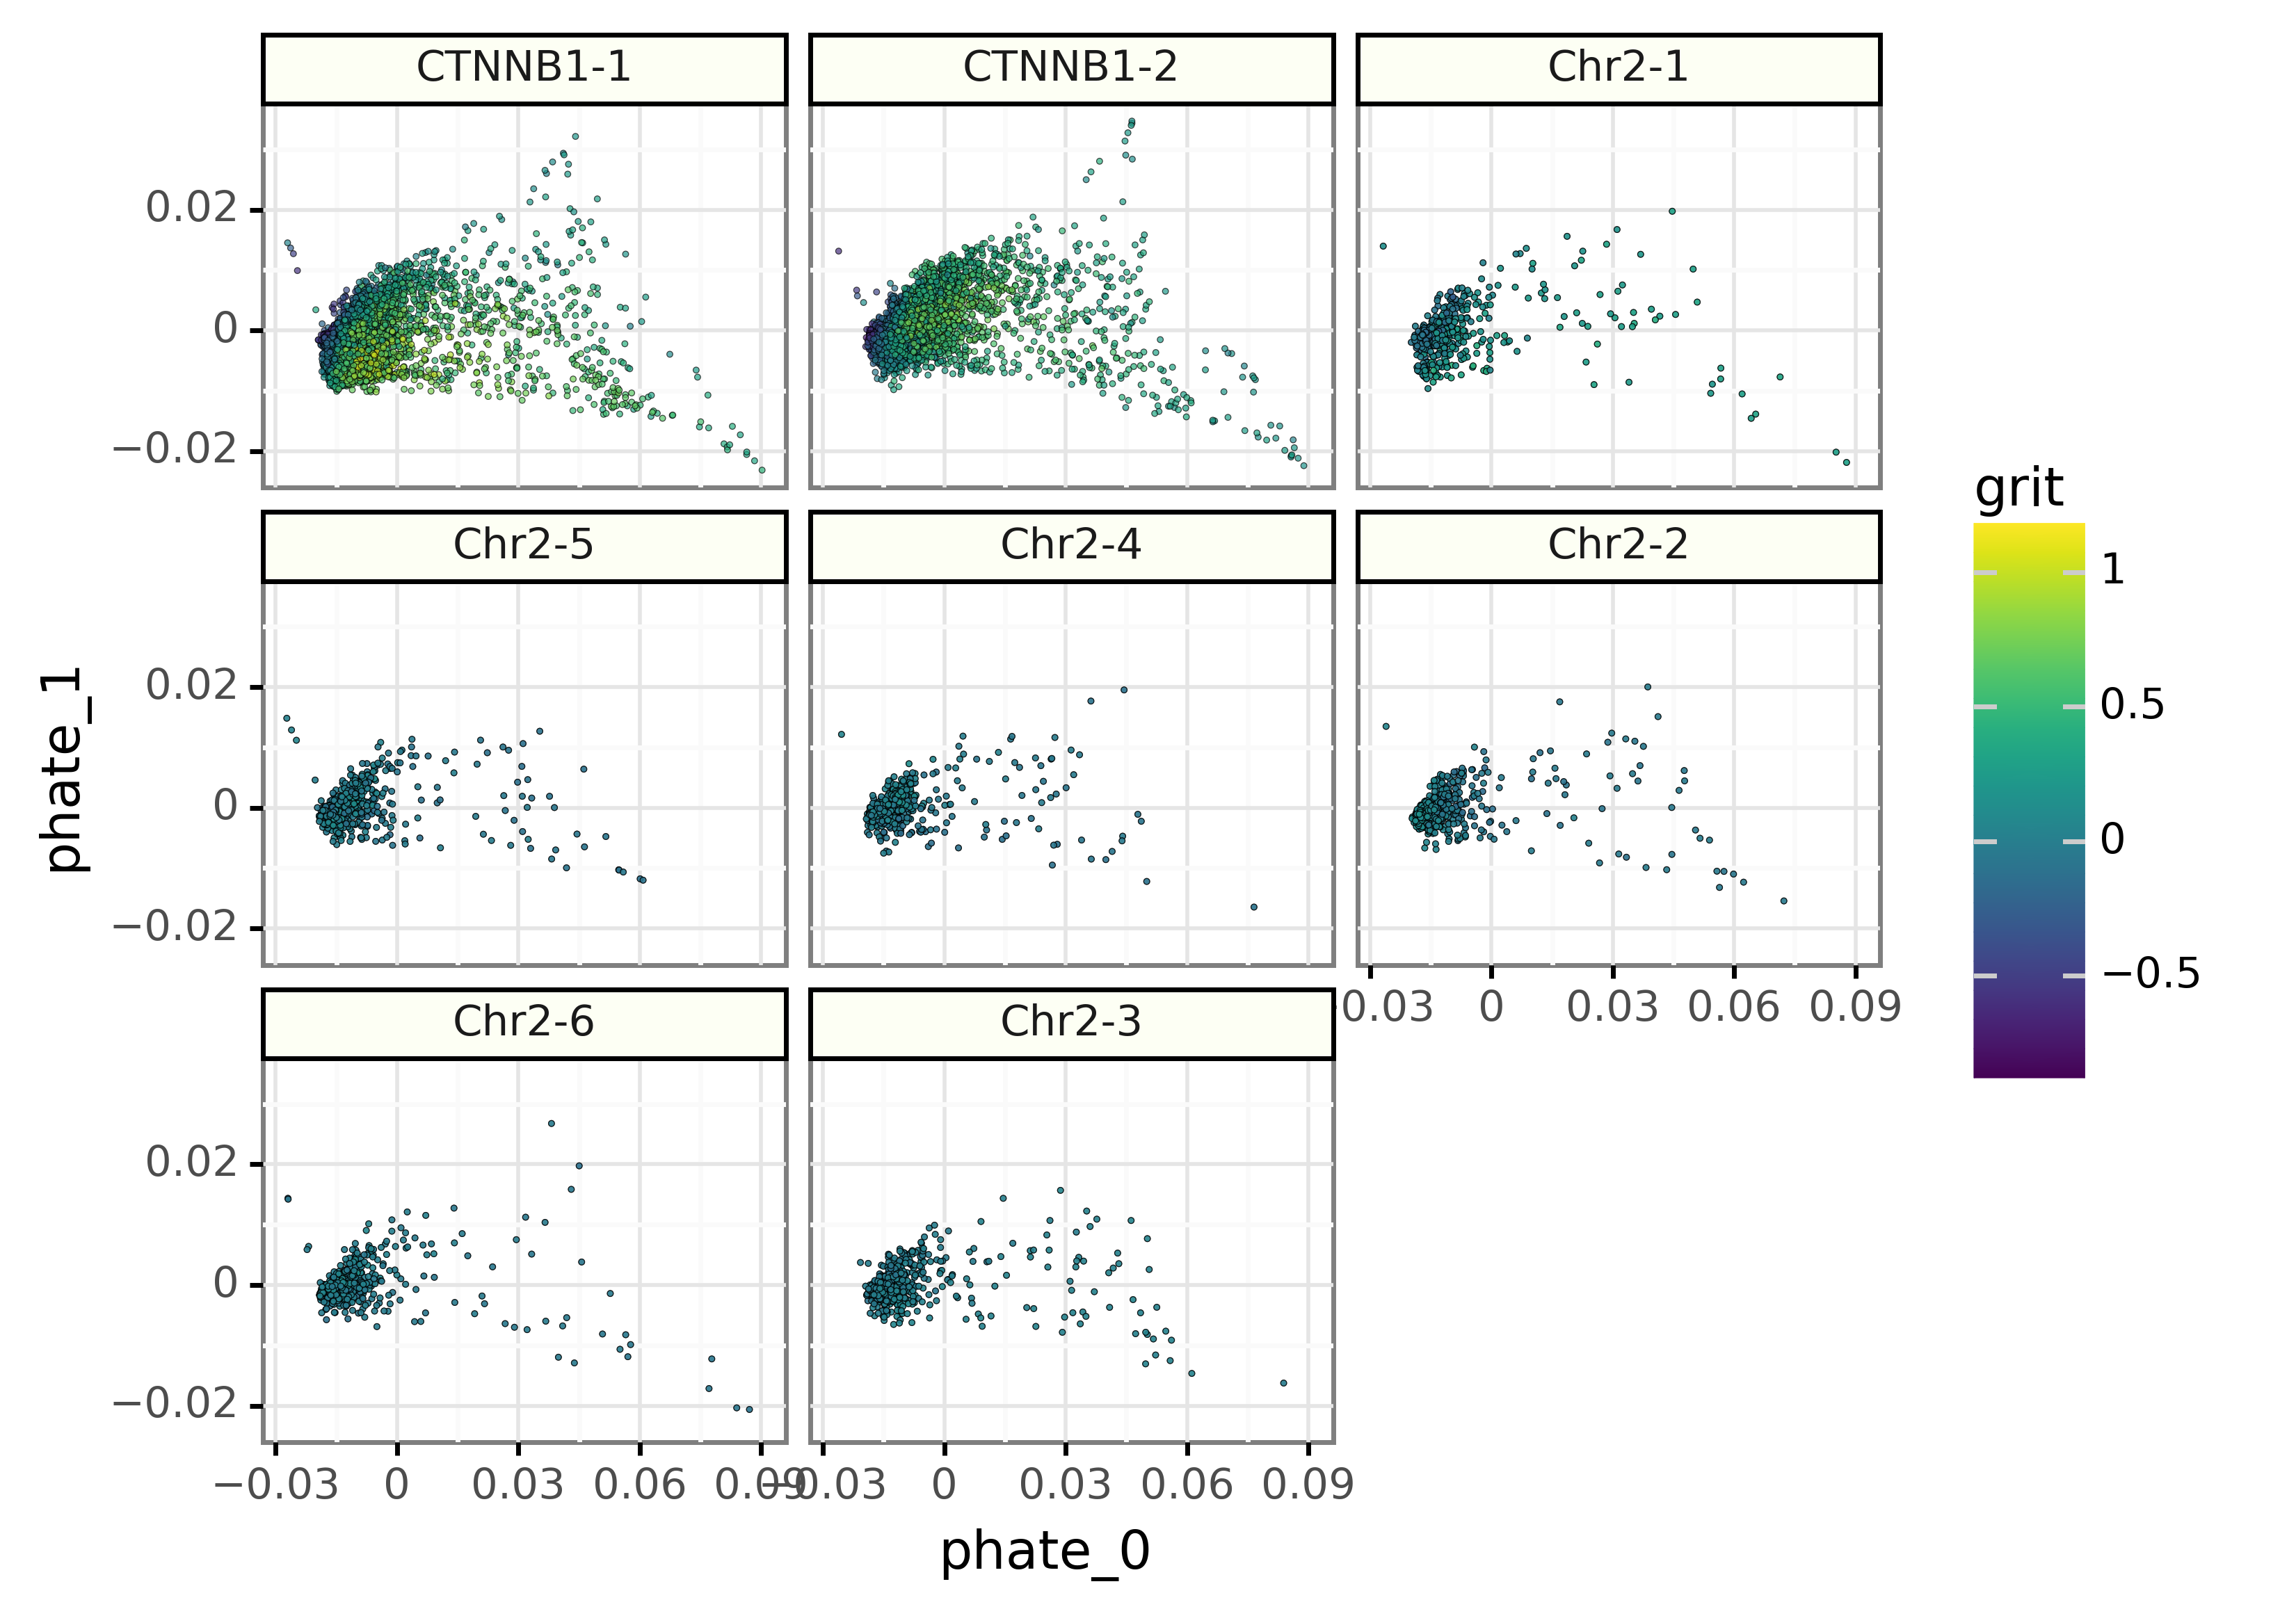 CTNNB1-1 CTNNB1-2 Chr2-1
0.02
0
−0.02
Chr2-5 Chr2-4 Chr2-2
0.02
0
−0.02
−0.03 0 0.03 0.06 0.09
Chr2-6 Chr2-3
0.02
0
−0.02
−0.03 0 0.03 0.06 0.09 −0.03 0 0.03 0.06 0.09
phate_0
phate_1
grit
1
0.5
0
−0.5